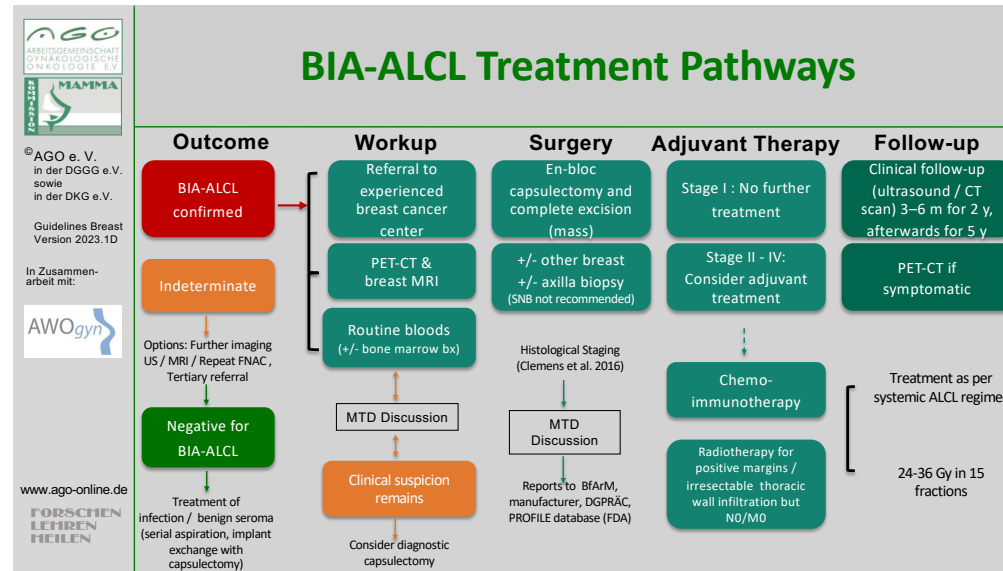 AGO
ARBEITSGEMEINSCHAFT
GYNÄKOLOGISCHE
ONKOLOGIE E.V.
KOMMISSION
MAMMA
©AGO e. V.
in der DGGG e.V.
sowie
in der DKG e.V.
Guidelines Breast
Version 2023.1D
In Zusammen-
arbeit mit:
AWOgyn
www.ago-online.de
FORSCHEN
LEHREN
HEILEN
BIA-ALCL Treatment Pathways
Outcome
BIA-ALCL
confirmed
Indeterminate
Options: Further imaging
US / MRI / Repeat FNAC ,
Tertiary referral
Negative for
BIA-ALCL
Treatment of
infection / benign seroma
(serial aspiration, implant
exchange with
capsulectomy)
Workup
Referral to
experienced
breast cancer
center
PET-CT &
breast MRI
Routine bloods
(+/- bone marrow bx)
MTD Discussion
Clinical suspicion
remains
Consider diagnostic
capsulectomy
Surgery
En-bloc
capsulectomy and
complete excision
(mass)
+/- other breast
+/- axilla biopsy
(SNB not recommended)
Histological Staging
(Clemens et al. 2016)
MTD
Discussion
Reports to BfArM,
manufacturer, DGPRÄC,
PROFILE database (FDA)
Adjuvant Therapy
Stage I : No further
treatment
Stage II - IV:
Consider adjuvant
treatment
Chemo-
immunotherapy
Radiotherapy for
positive margins /
irresectable thoracic
wall infiltration but
N0/M0
Follow-up
Clinical follow-up
(ultrasound / CT
scan) 3–6 m for 2 y,
afterwards for 5 y
PET-CT if
symptomatic
Treatment as per
systemic ALCL regime
24-36 Gy in 15
fractions